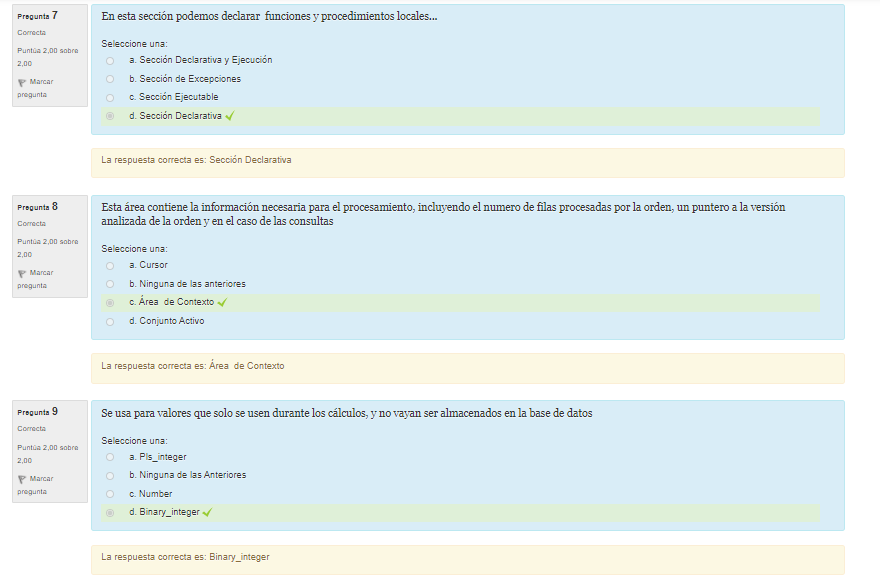 Pregunta 7
Correcta
Puntúa 2,00 sobre
2,00
Marcar
pregunta
En esta sección podemos declarar funciones y procedimientos locales...
Seleccione una:
a. Sección Declarativa y Ejecución
b. Sección de Excepciones
c. Sección Ejecutable
d. Sección Declarativa
La respuesta correcta es: Sección Declarativa
Pregunta 8
Correcta
Puntúa 2,00 sobre
2,00
Marcar
pregunta
Esta área contiene la información necesaria para el procesamiento, incluyendo el numero de filas procesadas por la orden, un puntero a la versión
analizada de la orden y en el caso de las consultas
Seleccione una:
a. Cursor
b. Ninguna de las anteriores
c. Área de Contexto
d. Conjunto Activo
La respuesta correcta es: Área de Contexto
Pregunta 9
Correcta
Puntúa 2,00 sobre
2,00
Marcar
pregunta
Se usa para valores que solo se usen durante los cálculos, y no vayan ser almacenados en la base de datos
Seleccione una:
a. Pls_integer
b. Ninguna de las Anteriores
c. Number
d. Binary_integer
La respuesta correcta es: Binary_integer